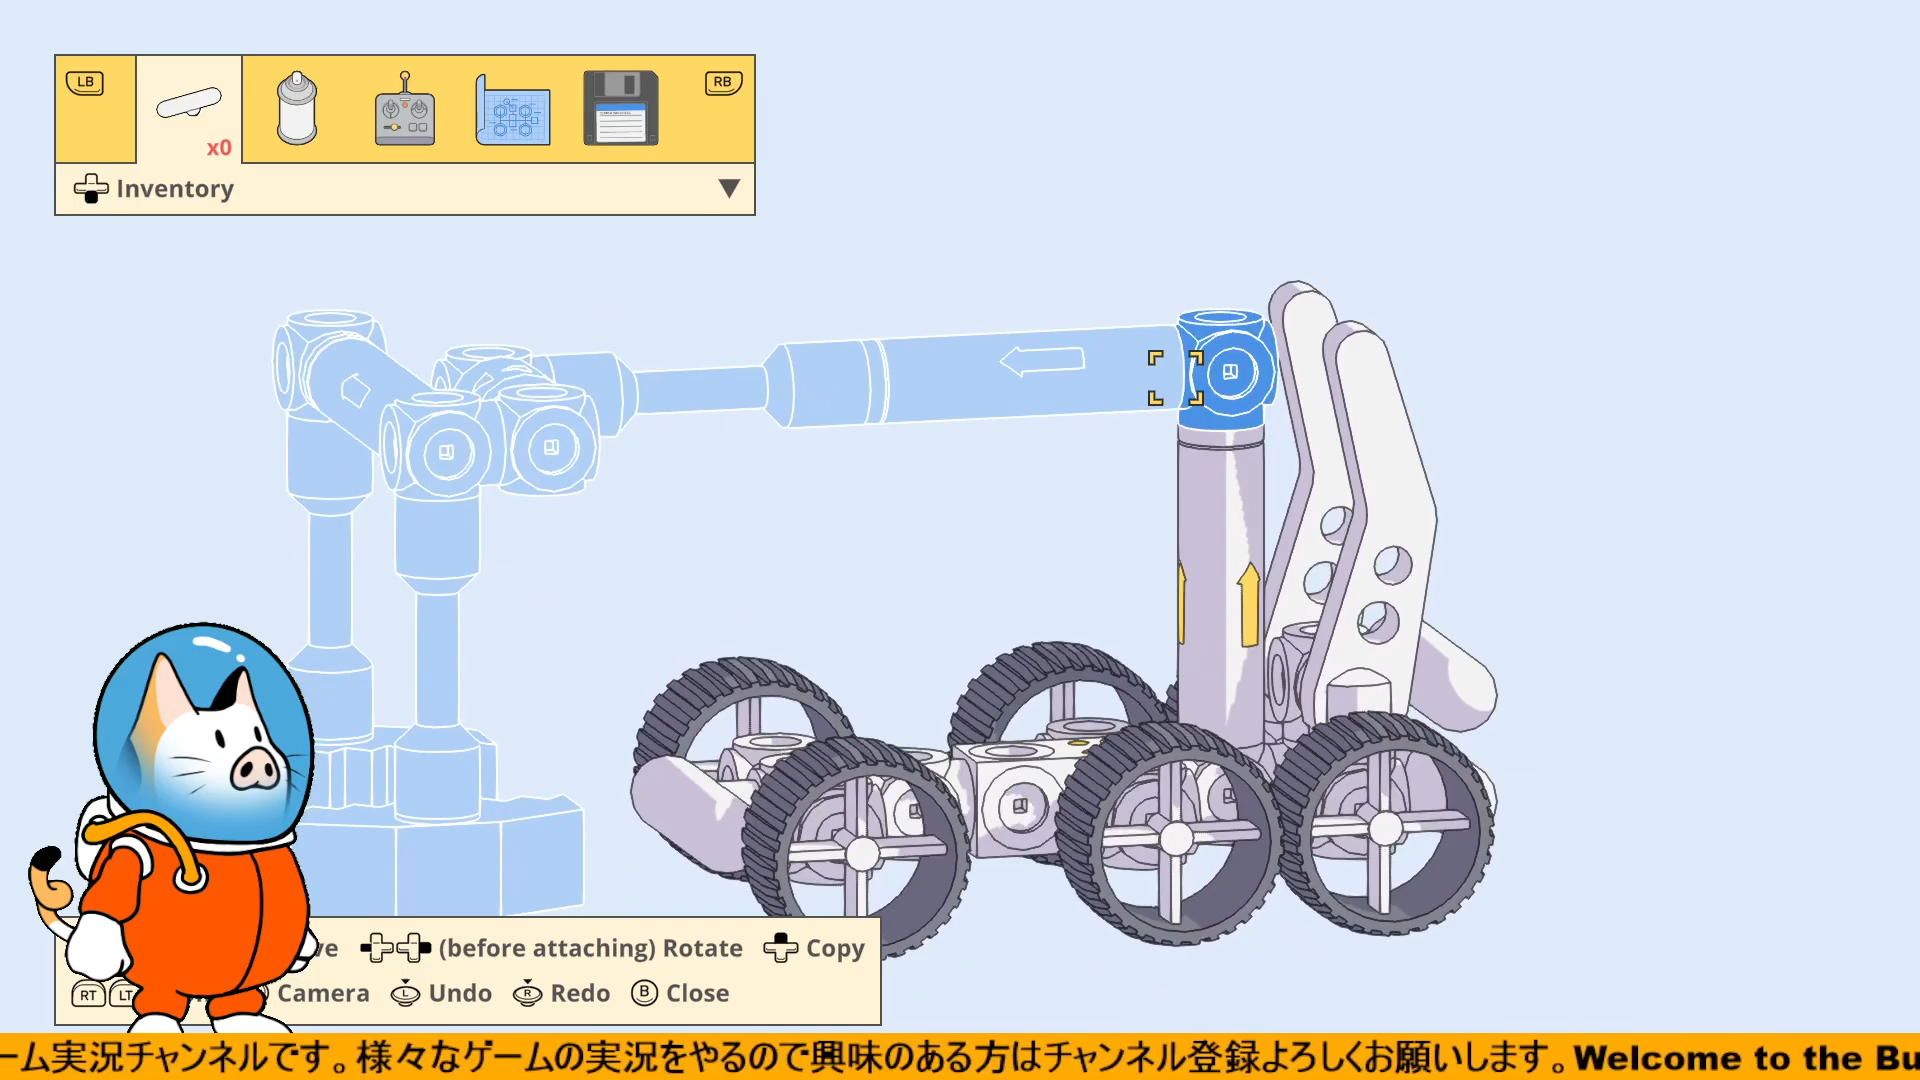 LB
RB
x0
Inventory
ve (before attaching) Rotate Copy
RT LT Camera L Undo R Redo B Close
ーム実況チャンネルです。様々なゲームの実況をやるので興味のある方はチャンネル登録よろしくお願いします。Welcome to the Bu